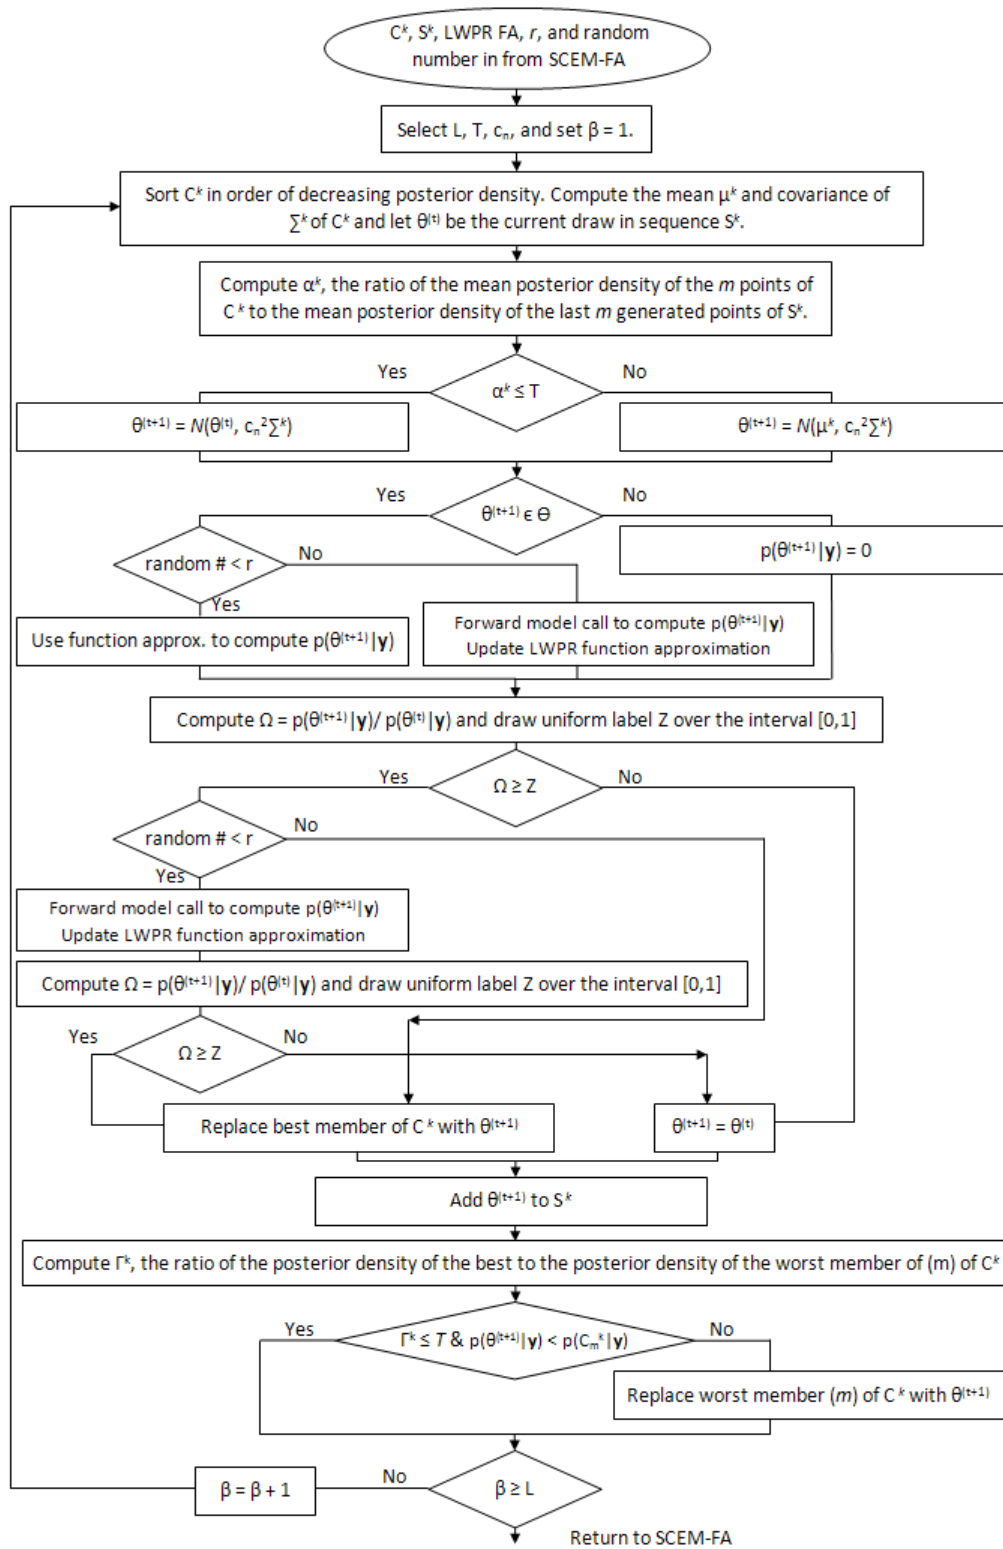 Cᵏ, Sᵏ, LWPR FA, r, and random
number in from SCEM-FA
Select L, T, cₙ, and set β = 1.
Sort Cᵏ in order of decreasing posterior density. Compute the mean μᵏ and covariance of
∑ᵏ of Cᵏ and let θ⁽ᵗ⁾ be the current draw in sequence Sᵏ.
Compute αᵏ, the ratio of the mean posterior density of the m points of
Cᵏ to the mean posterior density of the last m generated points of Sᵏ.
Yes
No
αᵏ ≤ T
θ⁽ᵗ⁺¹⁾ = N(θ⁽ᵗ⁾, cₙ²∑ᵏ)
θ⁽ᵗ⁺¹⁾ = N(μᵏ, cₙ²∑ᵏ)
Yes
No
θ⁽ᵗ⁺¹⁾ ϵ Θ
random # < r
No
p(θ⁽ᵗ⁺¹⁾|y) = 0
Yes
Use function approx. to compute p(θ⁽ᵗ⁺¹⁾|y)
Forward model call to compute p(θ⁽ᵗ⁺¹⁾|y)
Update LWPR function approximation
Compute Ω = p(θ⁽ᵗ⁺¹⁾|y)/ p(θ⁽ᵗ⁾|y) and draw uniform label Z over the interval [0,1]
Yes
No
Ω ≥ Z
random # < r
No
Yes
Forward model call to compute p(θ⁽ᵗ⁺¹⁾|y)
Update LWPR function approximation
Compute Ω = p(θ⁽ᵗ⁺¹⁾|y)/ p(θ⁽ᵗ⁾|y) and draw uniform label Z over the interval [0,1]
Yes
No
Ω ≥ Z
Replace best member of Cᵏ with θ⁽ᵗ⁺¹⁾
θ⁽ᵗ⁺¹⁾ = θ⁽ᵗ⁾
Add θ⁽ᵗ⁺¹⁾ to Sᵏ
Compute Γᵏ, the ratio of the posterior density of the best to the posterior density of the worst member of (m) of Cᵏ
Yes
No
Γᵏ ≤ T & p(θ⁽ᵗ⁺¹⁾|y) < p(Cₘᵏ|y)
Replace worst member (m) of Cᵏ with θ⁽ᵗ⁺¹⁾
No
β = β + 1
β ≥ L
Return to SCEM-FA